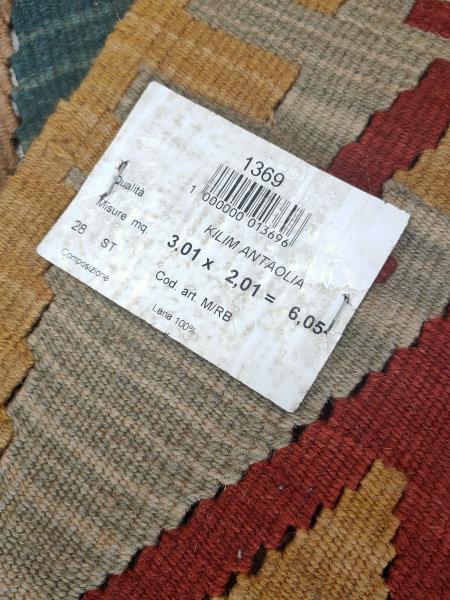 1369
1 000000 013696
Qualità KILIM ANTAOLIA
Misure mq. 3,01 x 2,01 = 6,05
28 ST Cod. art. M/RB
Composizione Lana 100%